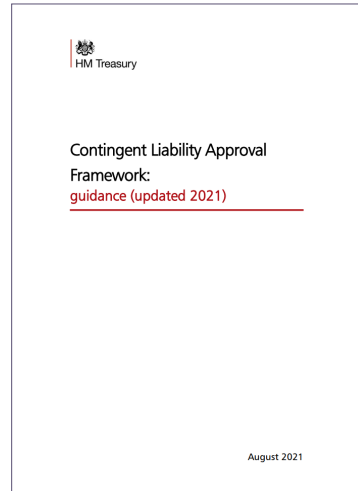 HM Treasury
Contingent Liability Approval
Framework:
guidance (updated 2021)
August 2021